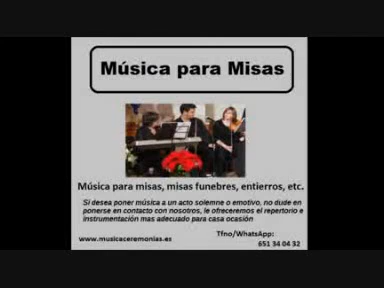 Música para Misas
Música para misas, misas funebres, entierros, etc.
Si desea poner música a un acto solemne o emotivo, no dude en
ponerse en contacto con nosotros, le ofreceremos el repertorio e
instrumentación mas adecuado para casa ocasión
Tfno/WhatsApp:
www.musicaceremonias.es
651 34 04 32